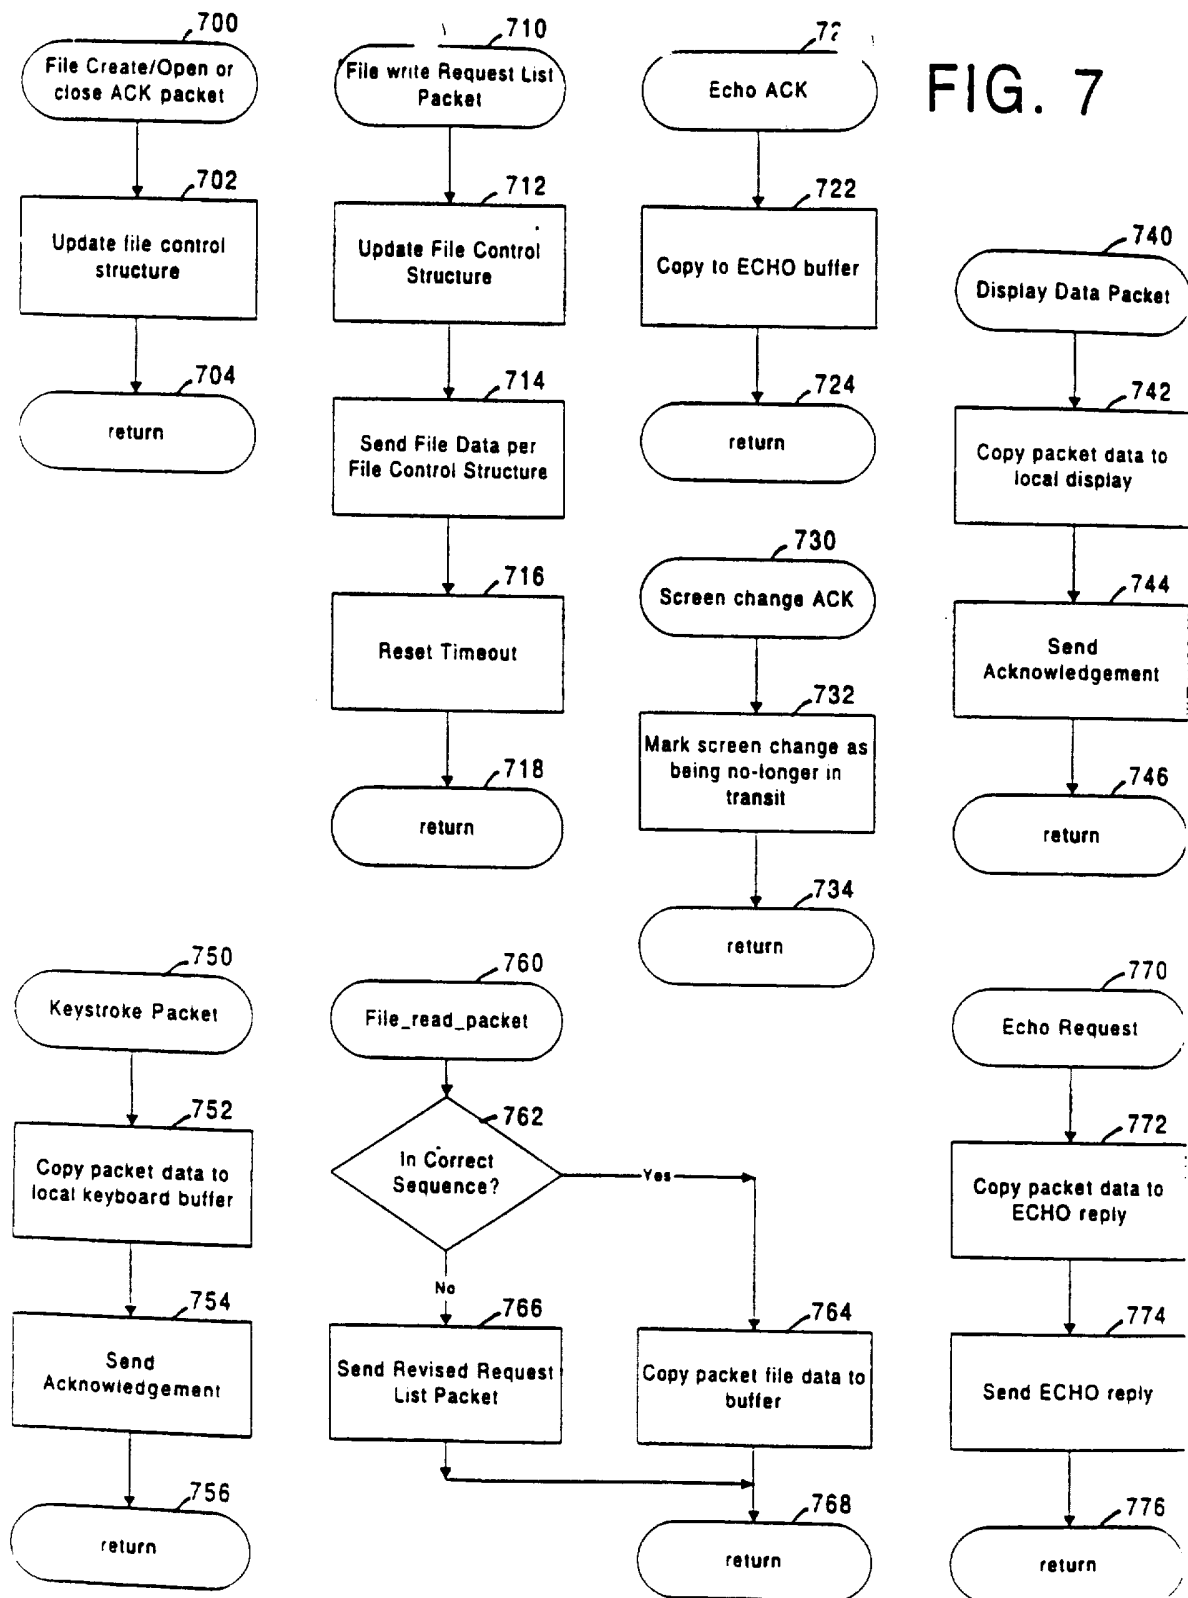 FIG. 7
700
File Create/Open or
close ACK packet
702
Update file control
structure
704
return
710
File write Request List
Packet
712
Update File Control
Structure
714
Send File Data per
File Control Structure
716
Reset Timeout
718
return
Echo ACK
722
Copy to ECHO buffer
724
return
730
Screen change ACK
732
Mark screen change as
being no-longer in
transit
734
return
740
Display Data Packet
742
Copy packet data to
local display
744
Send
Acknowledgement
746
return
750
Keystroke Packet
752
Copy packet data to
local keyboard buffer
754
Send
Acknowledgement
756
return
760
File_read_packet
762
In Correct
Sequence?
Yes
No
766
Send Revised Request
List Packet
764
Copy packet file data to
buffer
768
return
770
Echo Request
772
Copy packet data to
ECHO reply
774
Send ECHO reply
776
return